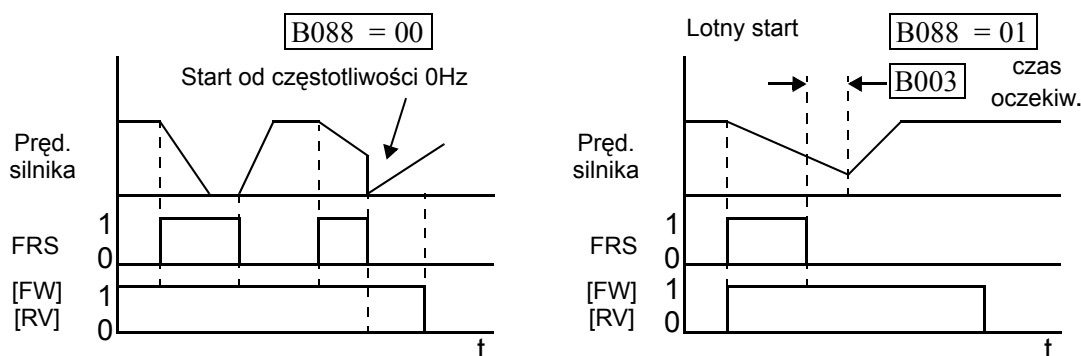 B088 = 00
Start od częstotliwości 0Hz
Pręd.
silnika
1
0
FRS
[FW]
[RV]
1
0
t
Lotny start
B088 = 01
B003
czas
oczekiw.
Pręd.
silnika
1
0
FRS
[FW]
[RV]
1
0
t